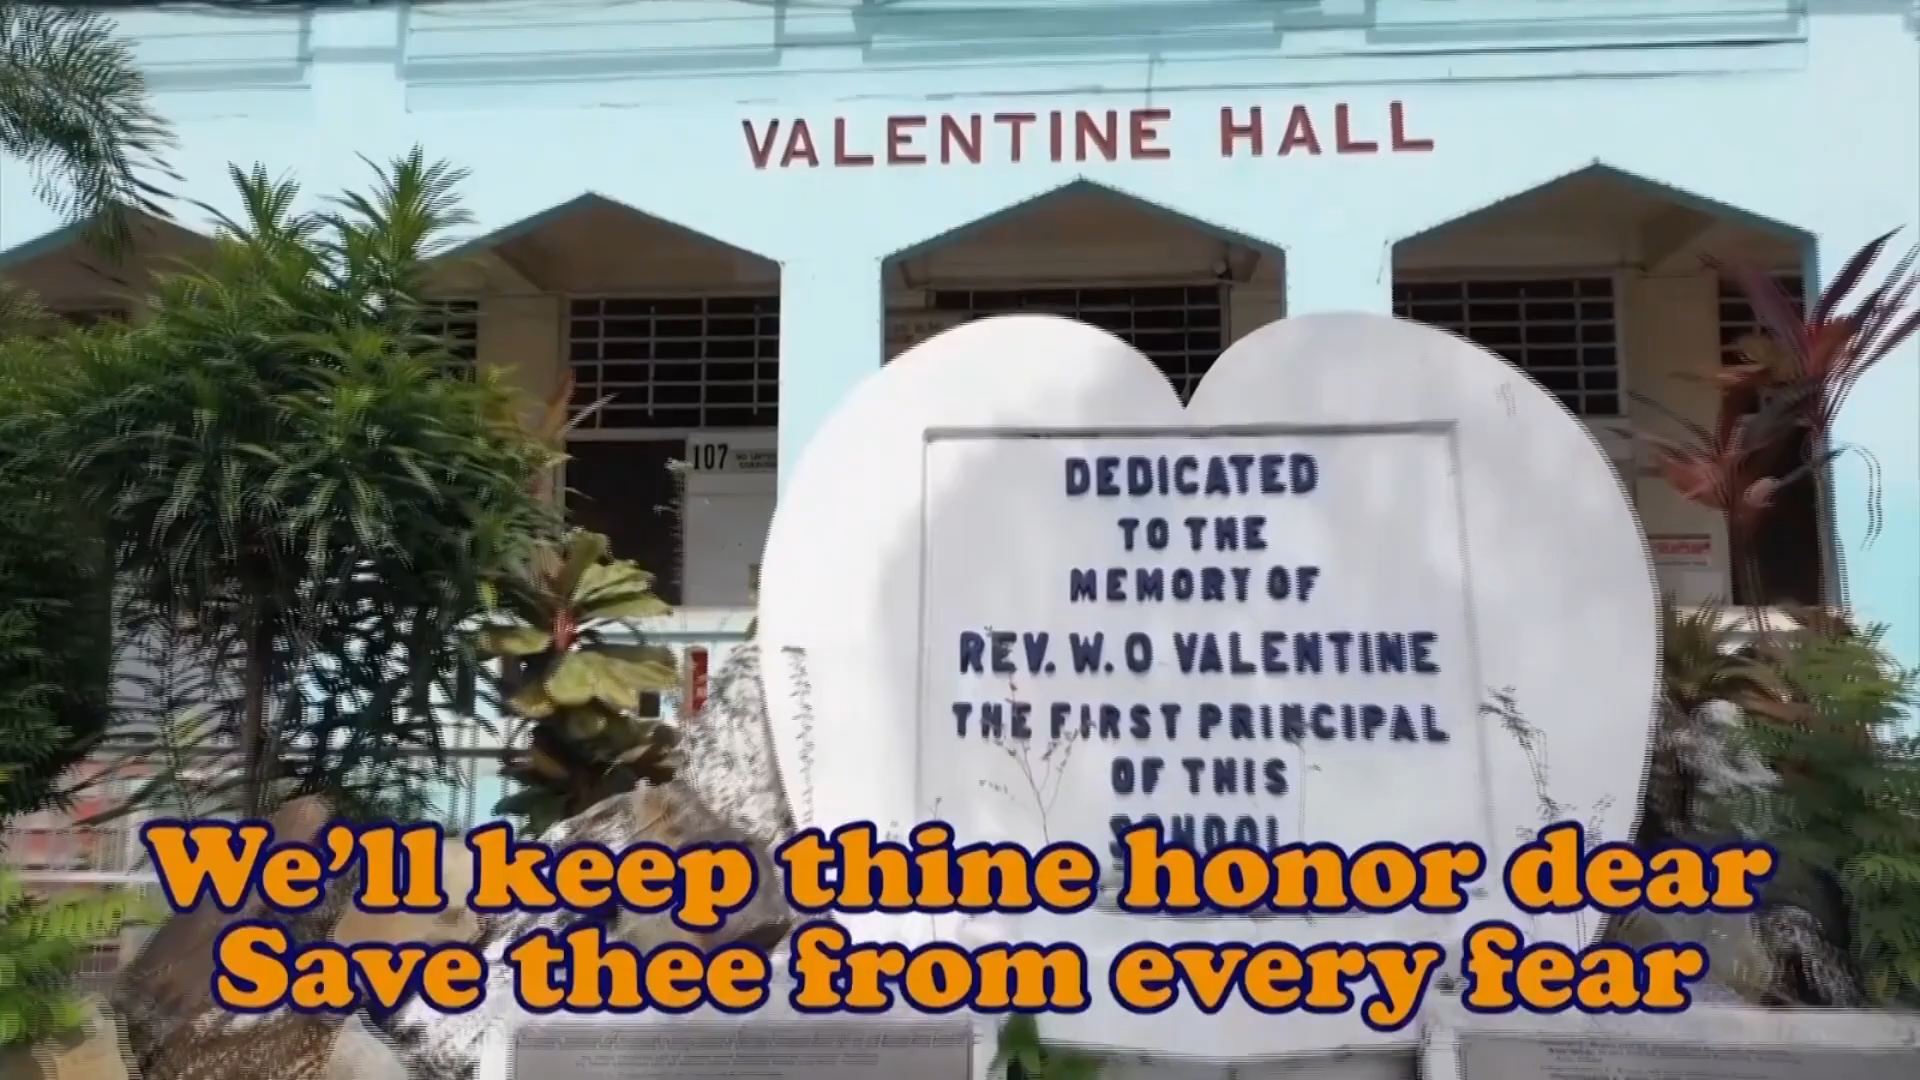 VALENTINE HALL
107
DEDICATED
TO THE
MEMORY OF
REV. W. O VALENTINE
THE FIRST PRINCIPAL
OF THIS
SCHOOL
We'll keep thine honor dear
Save thee from every fear